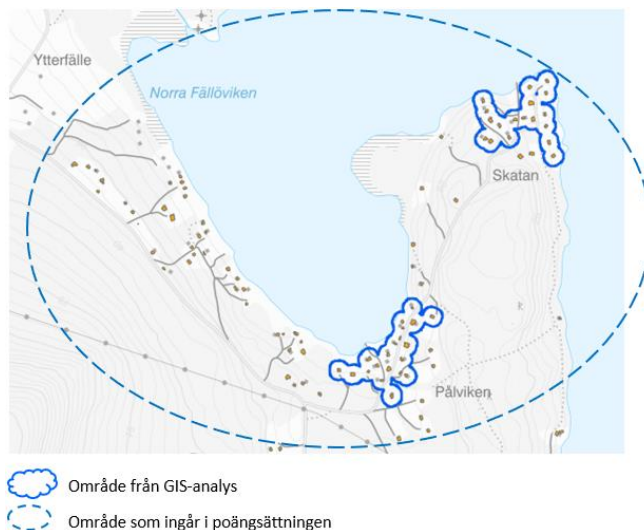 Ytterfälle
Norra Fällöviken
Skatan
Pålviken
Område från GIS-analys
Område som ingår i poängsättningen